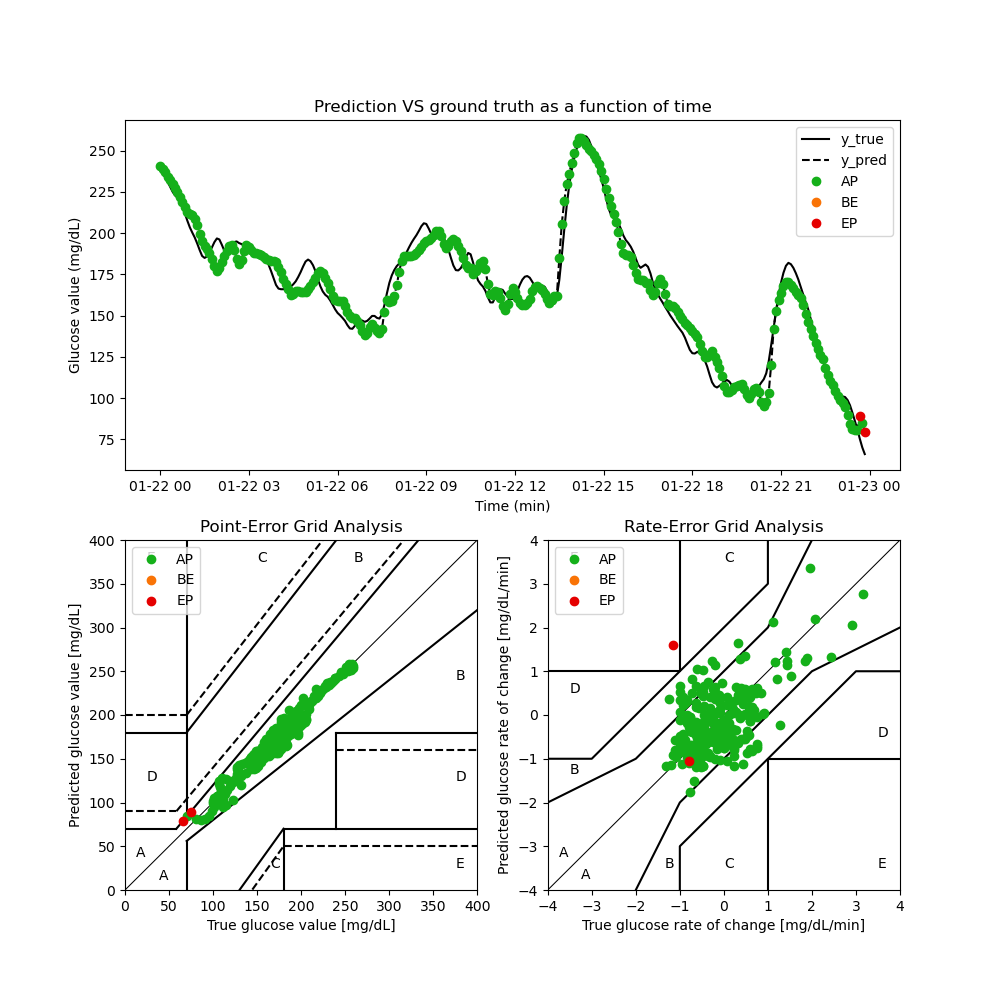 Prediction VS ground truth as a function of time
Glucose value (mg/dL)
250
225
200
175
150
125
100
75
y_true
y_pred
AP
BE
EP
01-22 00 01-22 03 01-22 06 01-22 09 01-22 12 01-22 15 01-22 18 01-22 21 01-23 00
Time (min)
Point-Error Grid Analysis
Predicted glucose value [mg/dL]
400
350
300
250
200
150
100
50
0
AP
BE
EP
C
B
B
D
D
A
A
C
E
0 50 100 150 200 250 300 350 400
True glucose value [mg/dL]
Rate-Error Grid Analysis
Predicted glucose rate of change [mg/dL/min]
4
3
2
1
0
−1
−2
−3
−4
AP
BE
EP
C
D
D
B
A
A
B
C
E
−4 −3 −2 −1 0 1 2 3 4
True glucose rate of change [mg/dL/min]